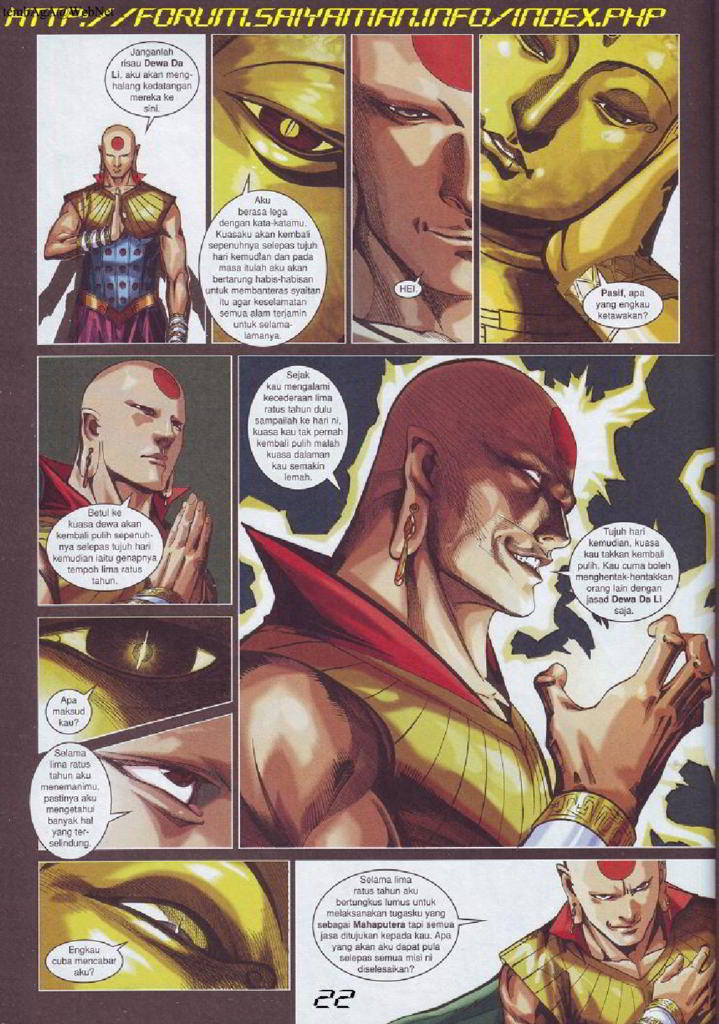 tembAgA@WebNet
HTTP://FORUM.SAIYAMAN.INFO/INDEX.PHP
Janganlah
risau Dewa Da
Li, aku akan meng-
halang kedatangan
mereka ke
sini.
Aku
berasa lega
dengan kata-katamu.
Kuasaku akan kembali
sepenuhnya selepas tujuh
hari kemudian dan pada
masa itulah aku akan
bertarung habis-habisan
untuk membanteras syaitan
itu agar keselamatan
semua alam terjamin
untuk selama-
lamanya.
HEI.
Pasif, apa
yang engkau
ketawakan?
Betul ke
kuasa dewa akan
kembali pulih sepenuh-
nya selepas tujuh hari
kemudian iaitu genapnya
tempoh lima ratus
tahun.
Sejak
kau mengalami
kecederaan lima
ratus tahun dulu
sampailah ke hari ni,
kuasa kau tak pernah
kembali pulih malah
kuasa dalaman
kau semakin
lemah.
Tujuh hari
kemudian, kuasa
kau takkan kembali
pulih. Kau cuma boleh
menghentak-hentakkan
orang lain dengan
jasad Dewa Da Li
saja.
Apa
maksud
kau?
Selama
lima ratus
tahun aku
menemanimu,
pastinya aku
mengetahui
banyak hal
yang ter-
selindung.
Engkau
cuba mencabar
aku?
Selama lima
ratus tahun aku
bertungkus lumus untuk
melaksanakan tugasku yang
sebagai Mahaputera tapi semua
jasa ditujukan kepada kau. Apa
yang akan aku dapat pula
selepas semua misi ni
diselesaikan?
22